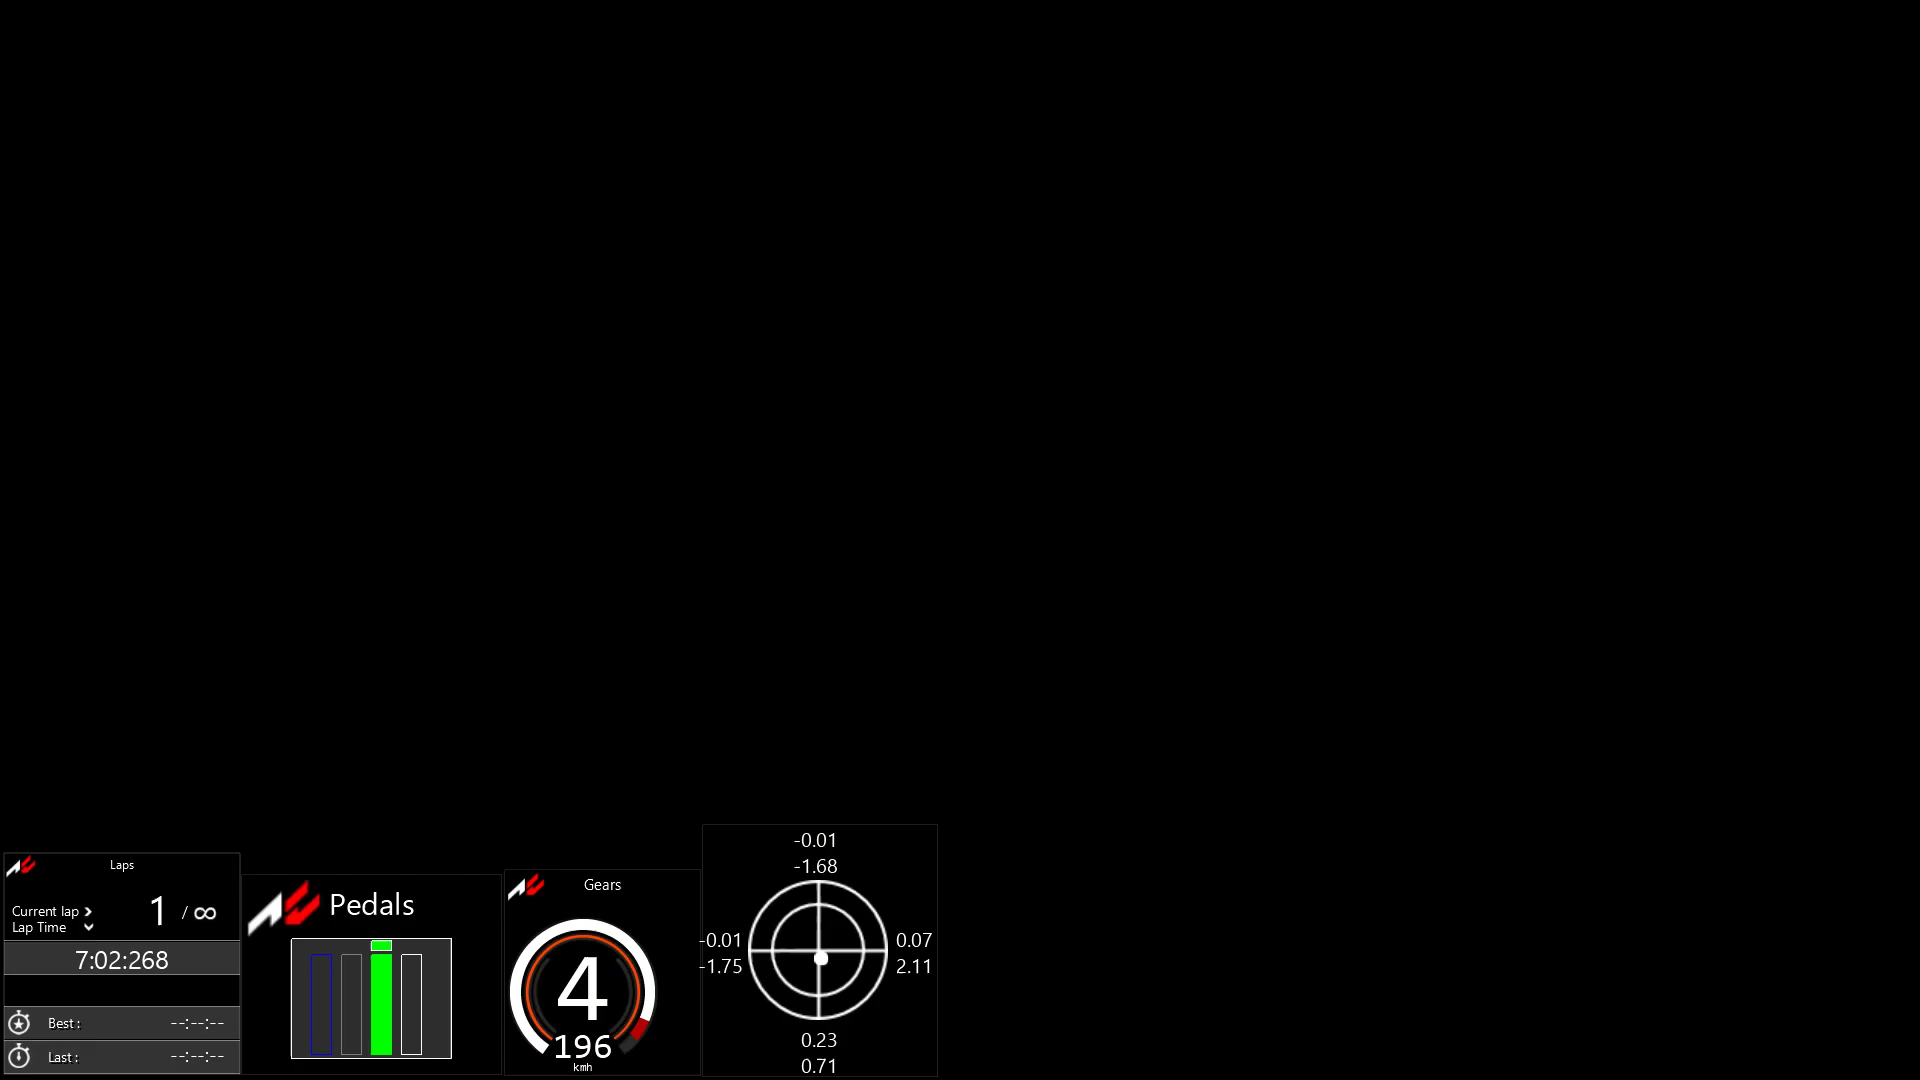 Laps
Current lap
1 / ∞
Lap Time
7:02:268
Best : --:--:--
Last : --:--:--
Pedals
Gears
4
196
kmh
-0.01
-1.68
-0.01
-1.75
0.07
2.11
0.23
0.71